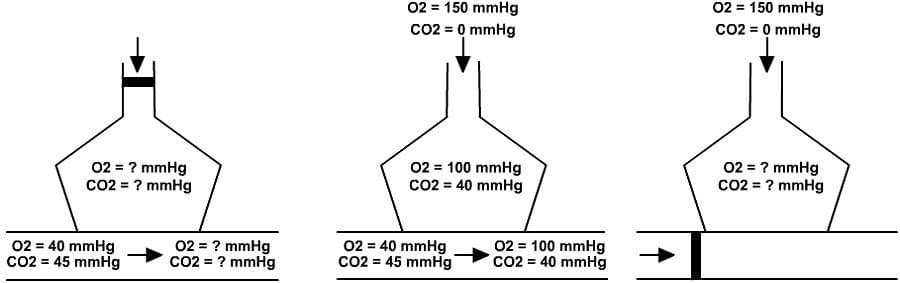 O2 = 150 mmHg
CO2 = 0 mmHg
O2 = 150 mmHg
CO2 = 0 mmHg
O2 = ? mmHg
CO2 = ? mmHg
O2 = 100 mmHg
CO2 = 40 mmHg
O2 = ? mmHg
CO2 = ? mmHg
O2 = 40 mmHg
CO2 = 45 mmHg
O2 = ? mmHg
CO2 = ? mmHg
O2 = 40 mmHg
CO2 = 45 mmHg
O2 = 100 mmHg
CO2 = 40 mmHg